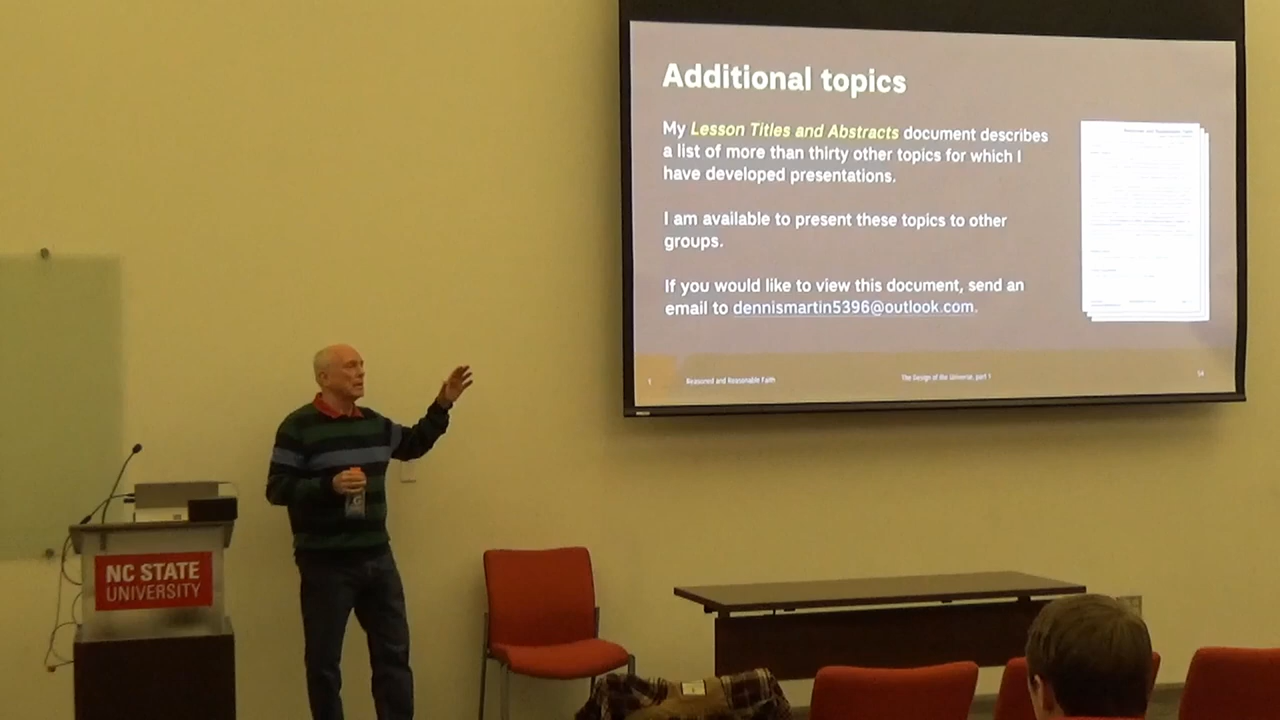 Additional topics
My Lesson Titles and Abstracts document describes
a list of more than thirty other topics for which I
have developed presentations.
I am available to present these topics to other
groups.
If you would like to view this document, send an
email to dennismartin5396@outlook.com.
Reasoned and Reasonable Faith
The Design of the Universe, part 1
54
NC STATE
UNIVERSITY